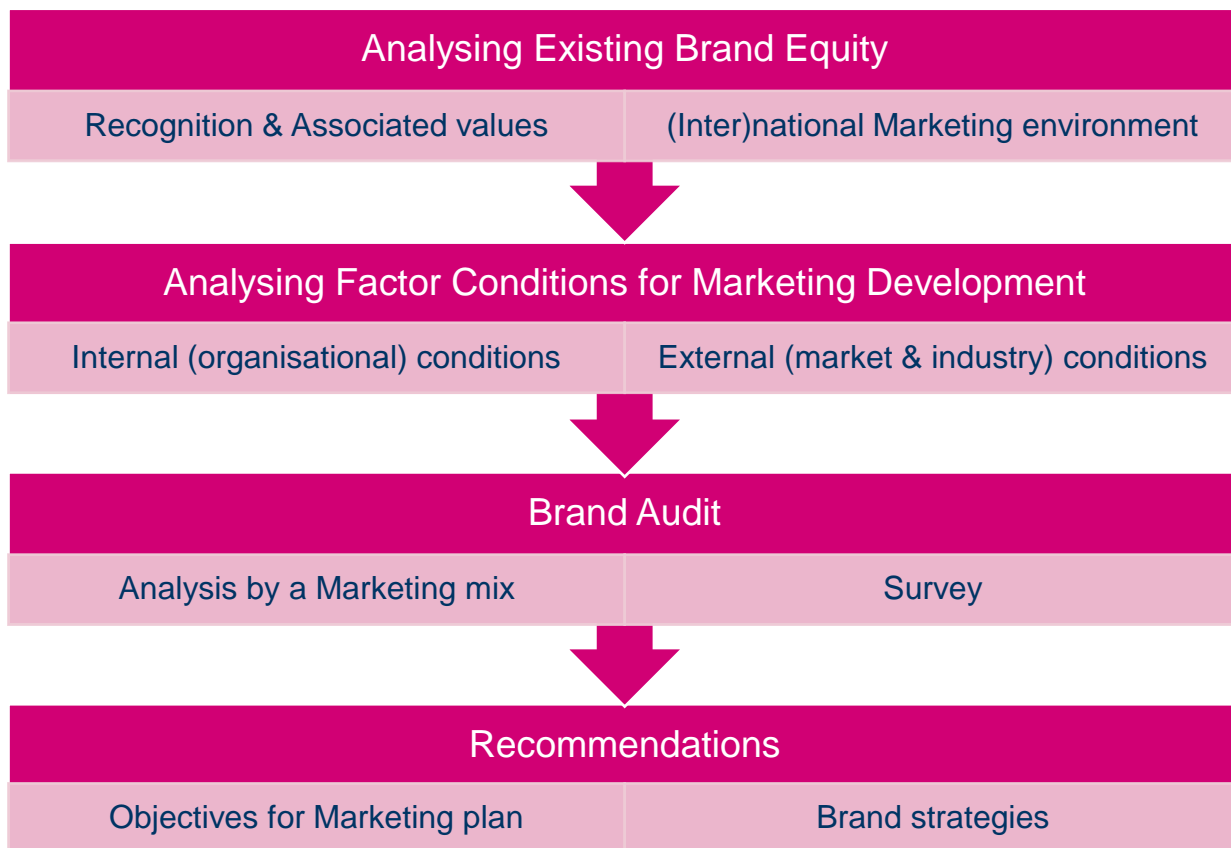 Analysing Existing Brand Equity
Recognition & Associated values
(Inter)national Marketing environment
Analysing Factor Conditions for Marketing Development
Internal (organisational) conditions
External (market & industry) conditions
Brand Audit
Analysis by a Marketing mix
Survey
Recommendations
Objectives for Marketing plan
Brand strategies